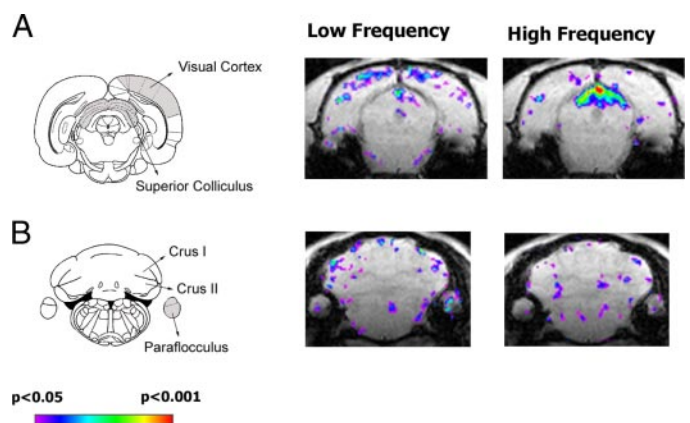 A
Low Frequency
High Frequency
Visual Cortex
Superior Colliculus
B
Crus I
Crus II
Paraflocculus
p<0.05
p<0.001